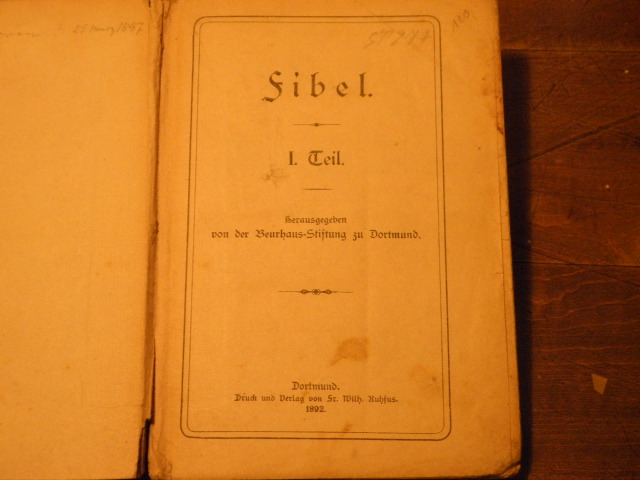 Fibel.
I. Teil.
Herausgegeben
von der Beurhaus-Stiftung zu Dortmund.
Dortmund.
Druck und Verlag von Fr. Wilh. Ruhfus.
1892.